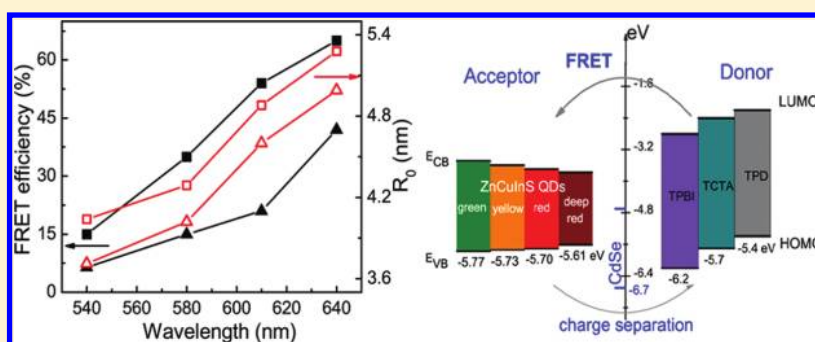 60
45
30
15
0
FRET efficiency (%)
540 560 580 600 620 640
Wavelength (nm)
5.4
4.8
4.2
3.6
R0 (nm)
Acceptor
FRET
eV
Donor
-1.6
-3.2
-4.8
-6.4
-6.7
CdSe
ECB
EVB
ZnCuInS QDs
green
yellow
red
deep
red
-5.77
-5.73
-5.70
-5.61 eV
TPBI
TCTA
TPD
LUMO
HOMO
-6.2
-5.7
-5.4 eV
charge separation